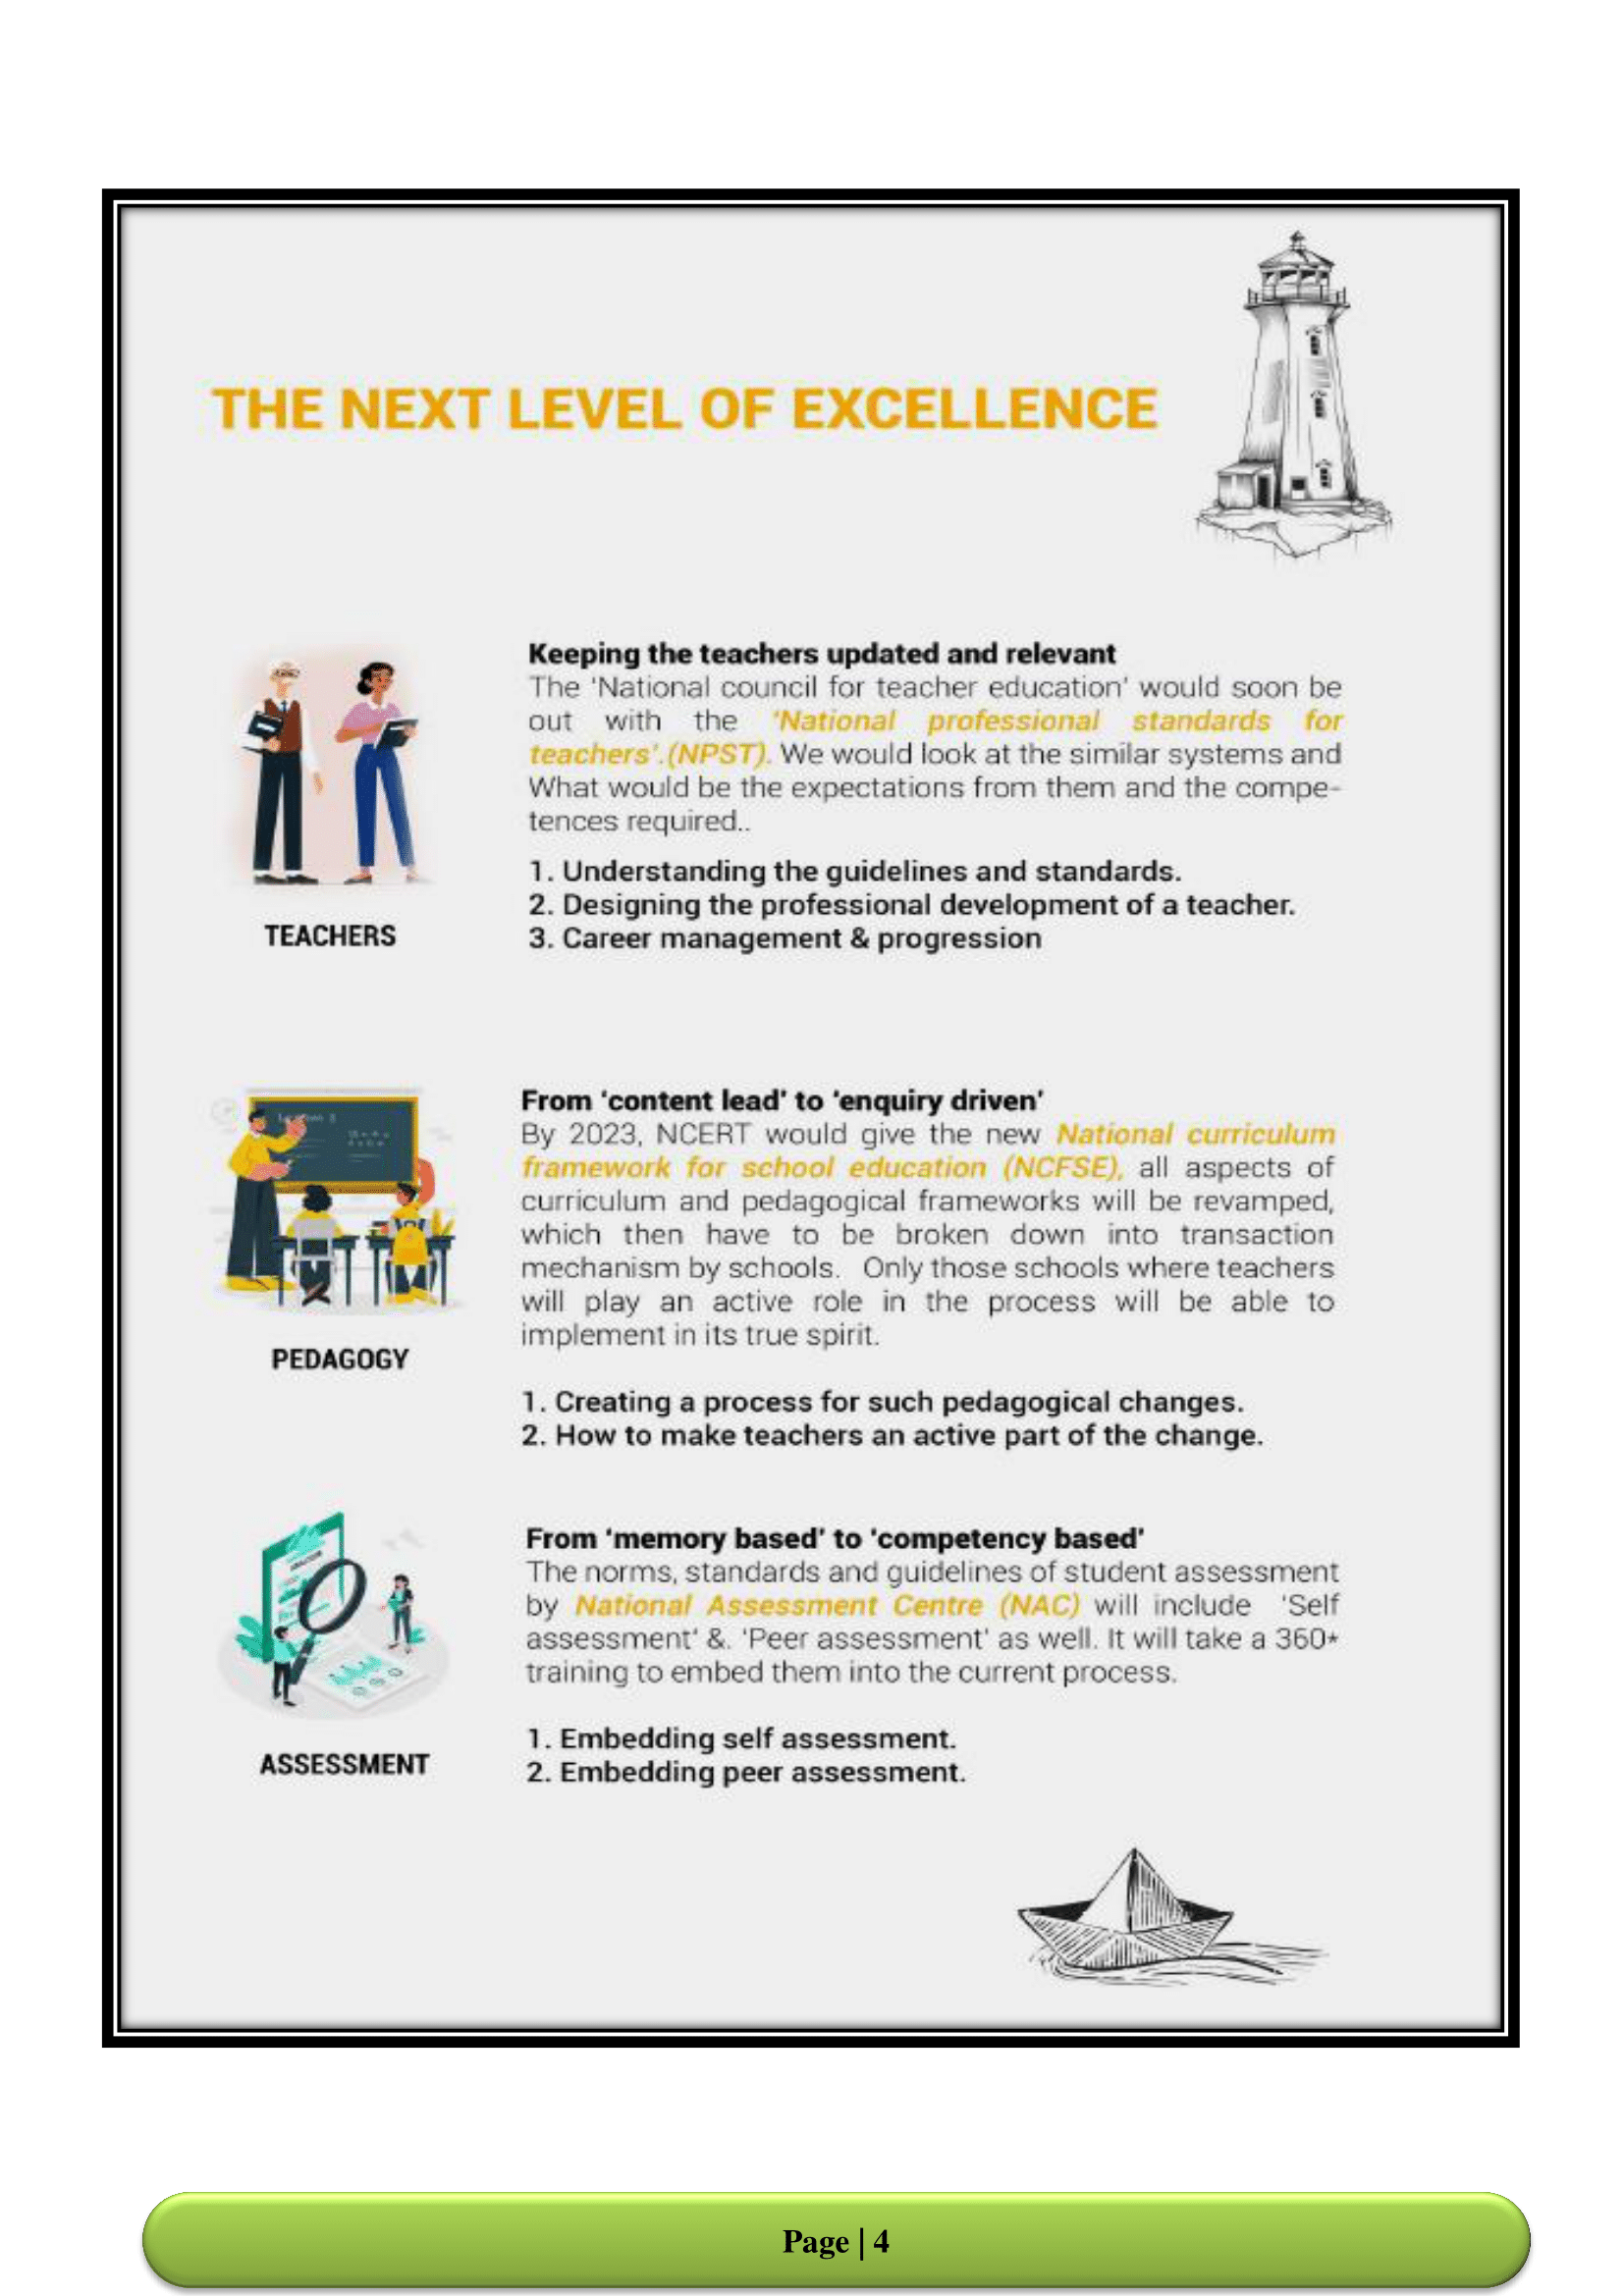 THE NEXT LEVEL OF EXCELLENCE
Keeping the teachers updated and relevant
The 'National council for teacher education' would soon be
out with the 'National professional standards for
teachers'.(NPST). We would look at the similar systems and
What would be the expectations from them and the compe-
tences required..
1. Understanding the guidelines and standards.
2. Designing the professional development of a teacher.
3. Career management & progression
TEACHERS
From 'content lead' to 'enquiry driven'
By 2023, NCERT would give the new National curriculum
framework for school education (NCFSE), all aspects of
curriculum and pedagogical frameworks will be revamped,
which then have to be broken down into transaction
mechanism by schools. Only those schools where teachers
will play an active role in the process will be able to
implement in its true spirit.
PEDAGOGY
1. Creating a process for such pedagogical changes.
2. How to make teachers an active part of the change.
From 'memory based' to 'competency based'
The norms, standards and guidelines of student assessment
by National Assessment Centre (NAC) will include 'Self
assessment' &. 'Peer assessment' as well. It will take a 360*
training to embed them into the current process.
1. Embedding self assessment.
2. Embedding peer assessment.
ASSESSMENT
Page | 4